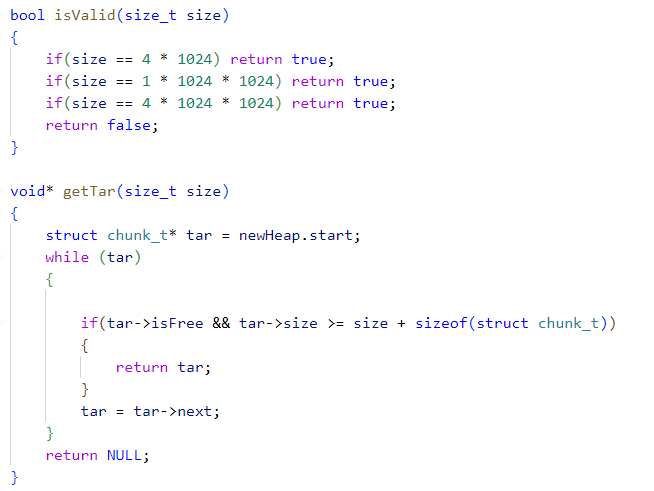 bool isValid(size_t size)
{
    if(size == 4 * 1024) return true;
    if(size == 1 * 1024 * 1024) return true;
    if(size == 4 * 1024 * 1024) return true;
    return false;
}

void* getTar(size_t size)
{
    struct chunk_t* tar = newHeap.start;
    while (tar)
    {

        if(tar->isFree && tar->size >= size + sizeof(struct chunk_t))
        {
            return tar;
        }
        tar = tar->next;
    }
    return NULL;
}